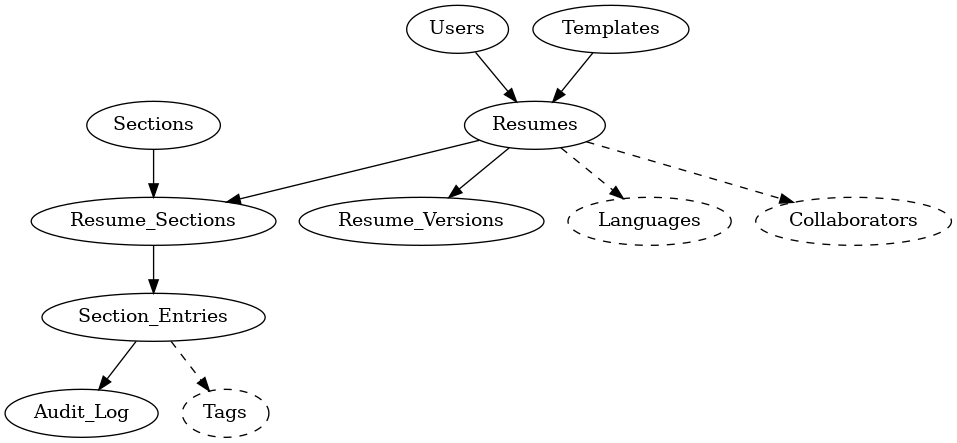 Users
Templates
Sections
Resumes
Resume_Sections
Resume_Versions
Languages
Collaborators
Section_Entries
Audit_Log
Tags